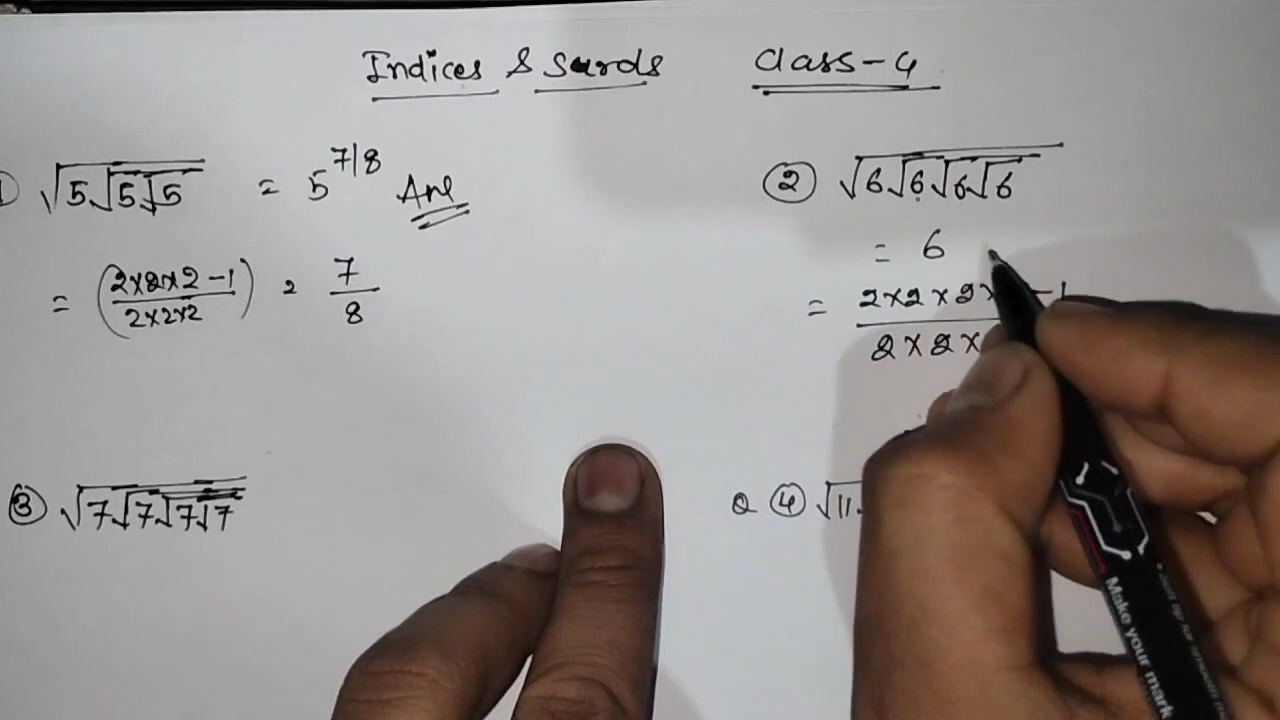 Indices & Surds Class-4
① √5√5√5 = 5^7/8 Ans
= (2×2×2-1 / 2×2×2) = 7/8
② √6√6√6√6
= 6
= 2×2×2× -1 / 2×2×
③ √7√7√7√7
Q ④ √11.
Make your mark